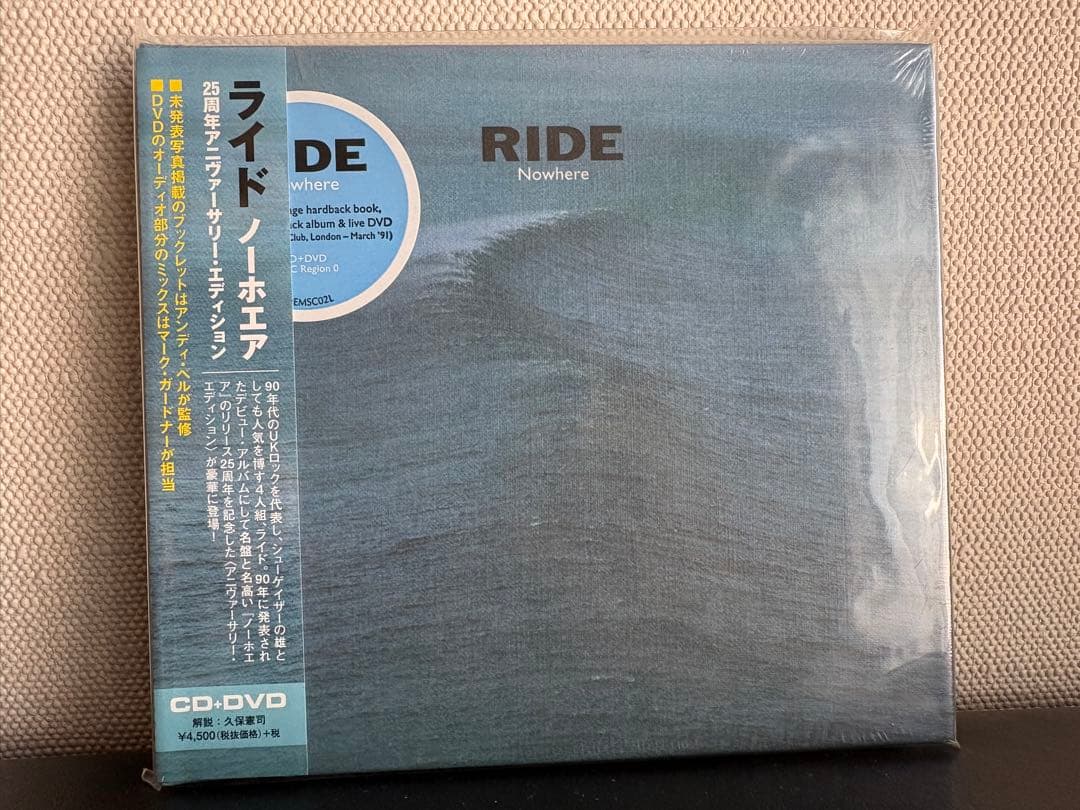 ライド ノーホエア
25周年アニヴァーサリー・エディション
■未発表写真掲載のブックレットはアンディ・ベルが監修
■DVDのオーディオ部分のミックスはマーク・ガードナーが担当
90年代のUKロックを代表し、シューゲイザーの雄と
しても人気を博す4人組、ライド。90年に発表され
たデビュー・アルバムにして名盤と名高い『ノーホエ
ア』のリリース25周年を記念した〈アニヴァーサリー・
エディション〉が豪華に登場!
CD+DVD
解説:久保憲司
¥4,500(税抜価格)+税
DE
where
ge hardback book,
ck album & live DVD
Club, London – March '91)
D+DVD
C Region 0
EMSC02L
RIDE
Nowhere